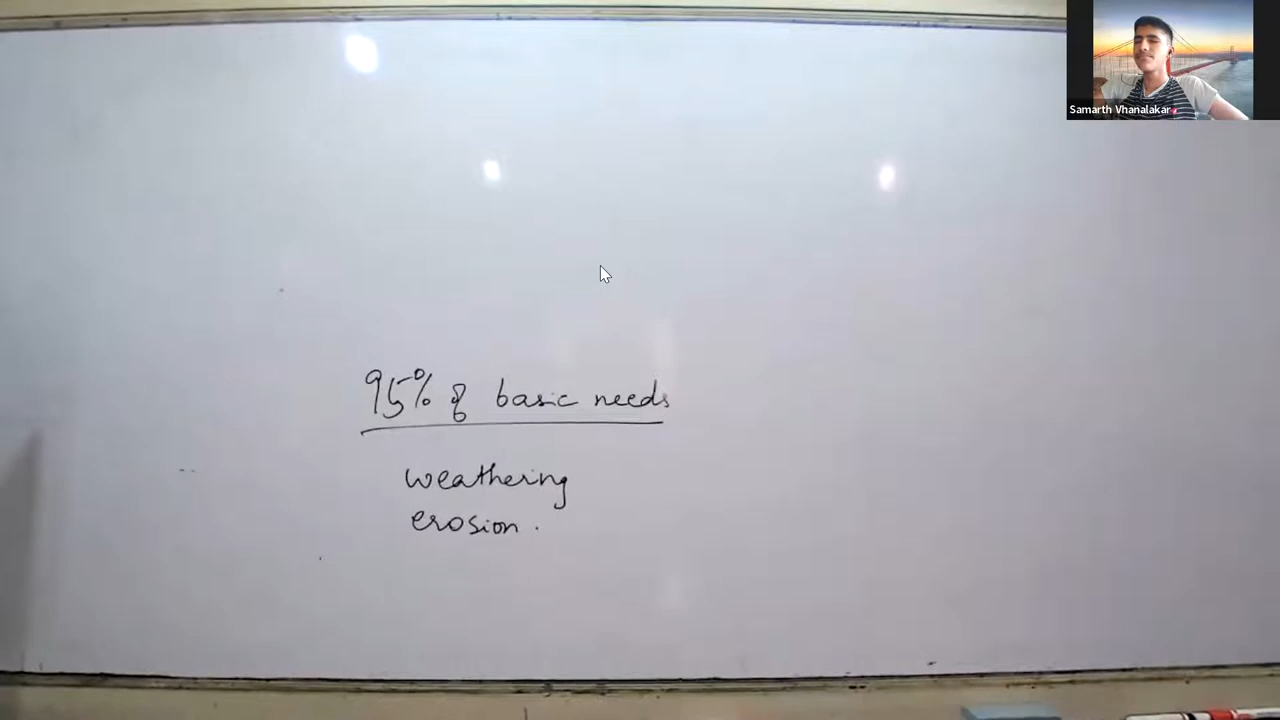 Samarth Vhanalakar
95% of basic needs
weathering
erosion.